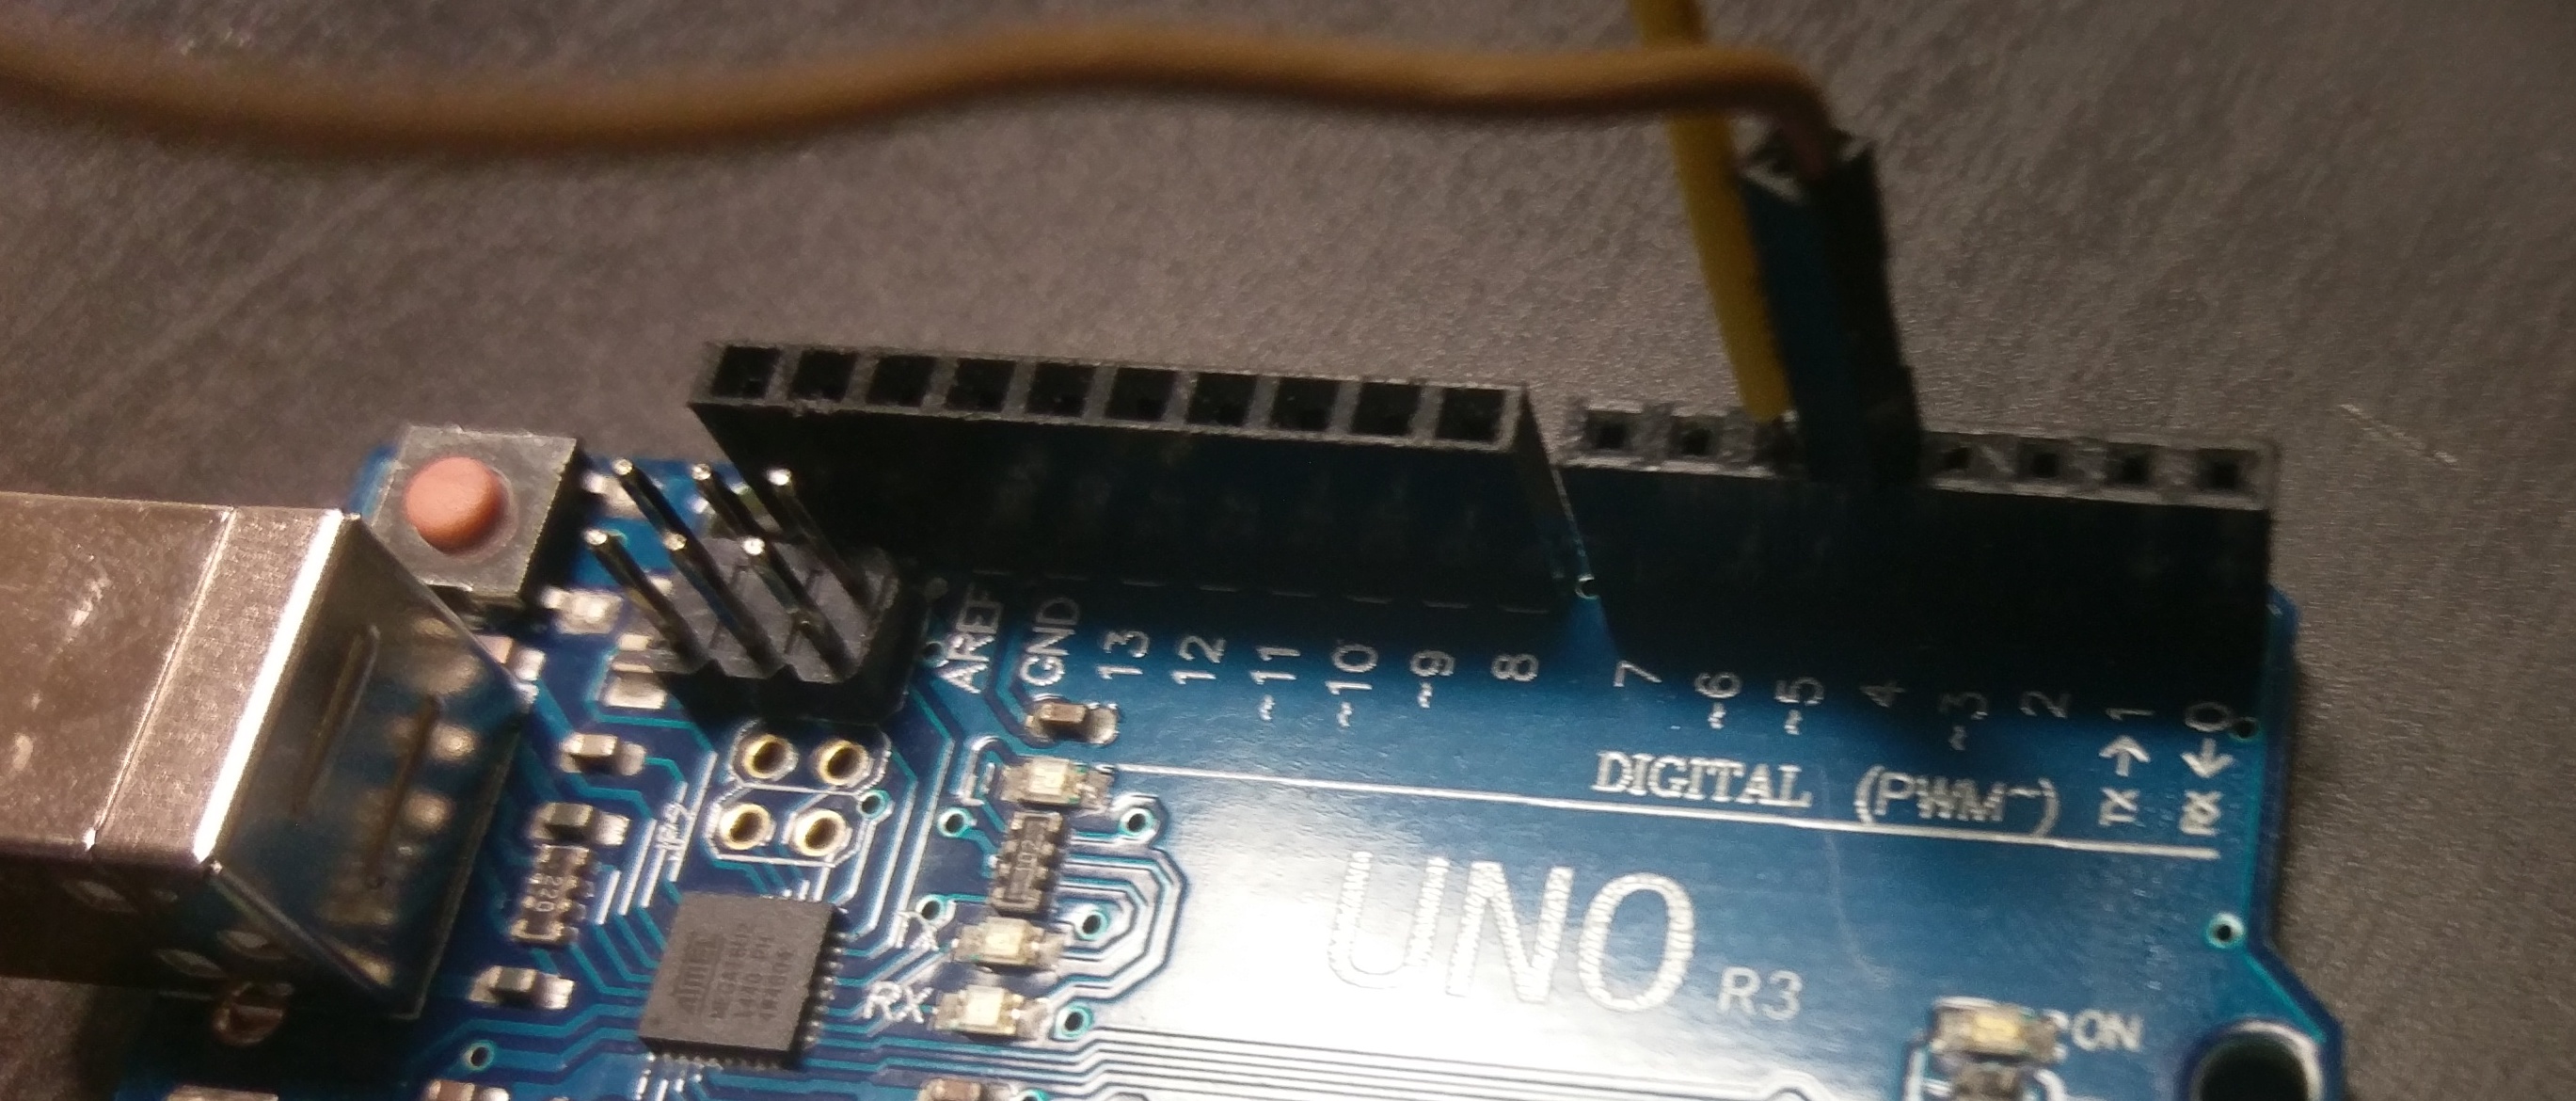 AREF
GND
13
12
~11
~10
~9
8
7
~6
~5
4
~3
2
TX→1
RX←0
DIGITAL (PWM~)
UNO R3
TX
RX
ON